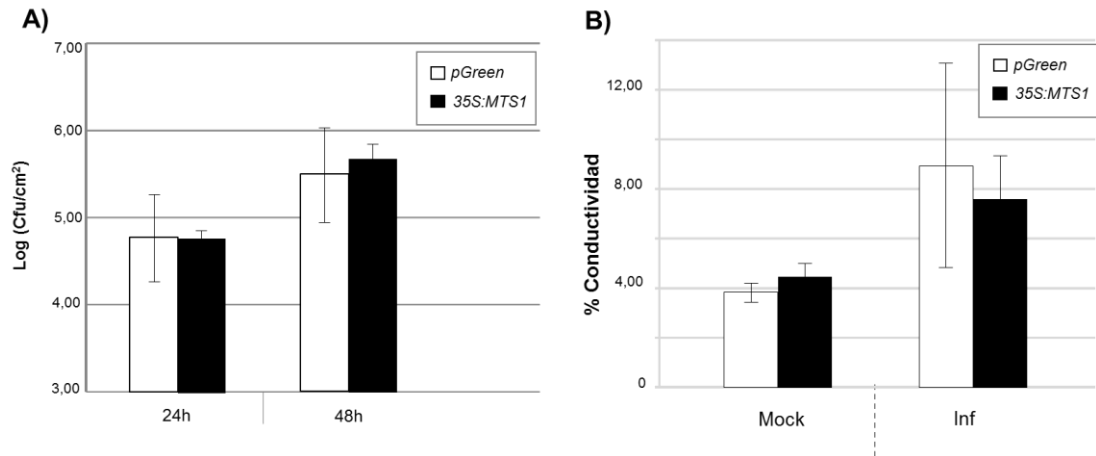 A)
Log (Cfu/cm²)
7,00
6,00
5,00
4,00
3,00
pGreen
35S:MTS1
24h
48h
B)
% Conductividad
12,00
8,00
4,00
0
pGreen
35S:MTS1
Mock
Inf